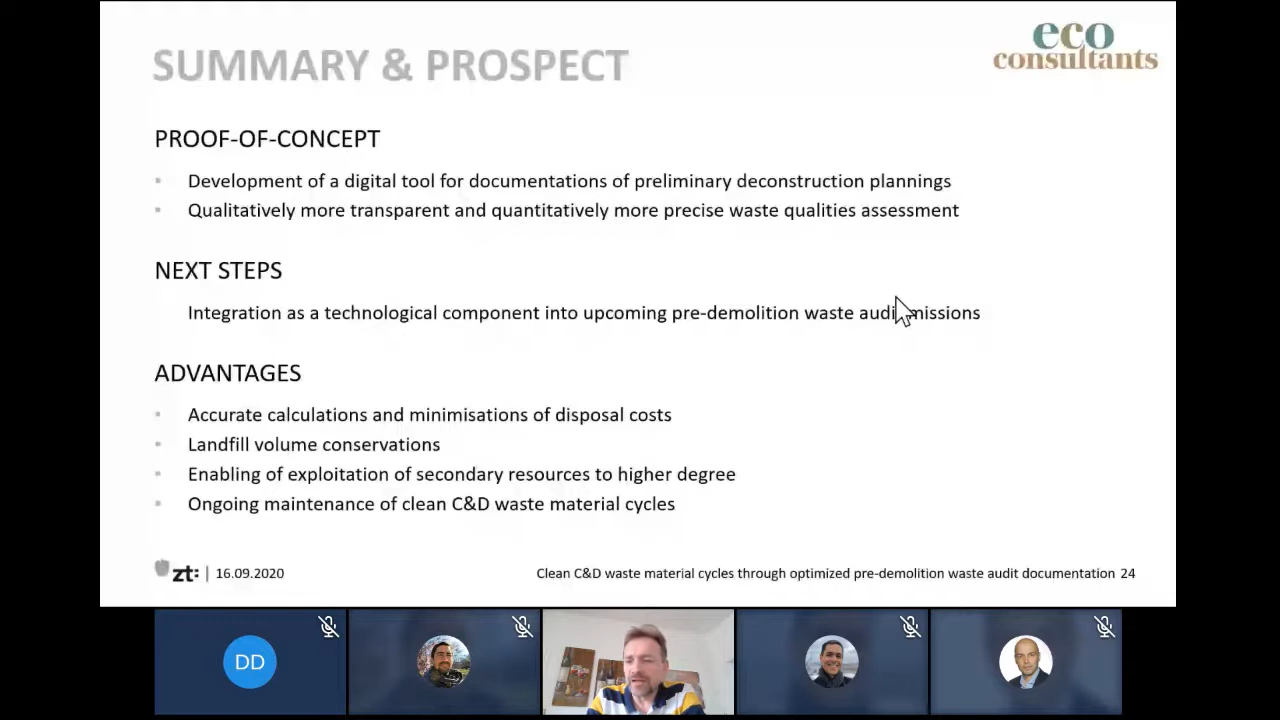 SUMMARY & PROSPECT
eco
consultants
PROOF-OF-CONCEPT
Development of a digital tool for documentations of preliminary deconstruction plannings
Qualitatively more transparent and quantitatively more precise waste qualities assessment
NEXT STEPS
Integration as a technological component into upcoming pre-demolition waste audit missions
ADVANTAGES
Accurate calculations and minimisations of disposal costs
Landfill volume conservations
Enabling of exploitation of secondary resources to higher degree
Ongoing maintenance of clean C&D waste material cycles
zt: | 16.09.2020
Clean C&D waste material cycles through optimized pre-demolition waste audit documentation 24
DD